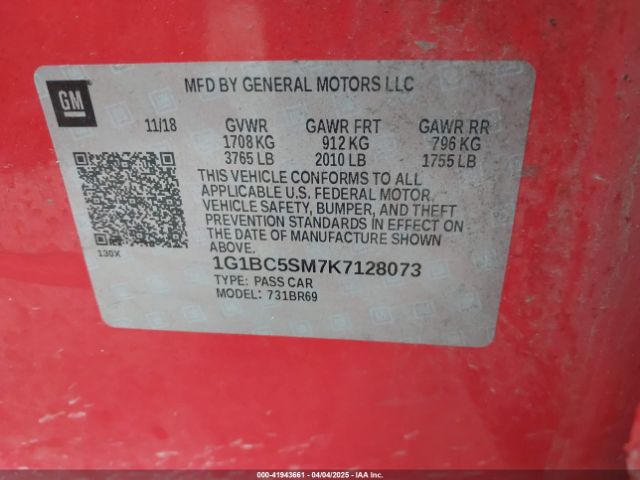 GM
MFD BY GENERAL MOTORS LLC
11/18 GVWR GAWR FRT GAWR RR
1708 KG 912 KG 796 KG
3765 LB 2010 LB 1755 LB
THIS VEHICLE CONFORMS TO ALL
APPLICABLE U.S. FEDERAL MOTOR
VEHICLE SAFETY, BUMPER, AND THEFT
PREVENTION STANDARDS IN EFFECT ON
THE DATE OF MANUFACTURE SHOWN
ABOVE.
130X
1G1BC5SM7K7128073
TYPE: PASS CAR
MODEL: 731BR69
000-41943661 - 04/04/2025 - IAA Inc.